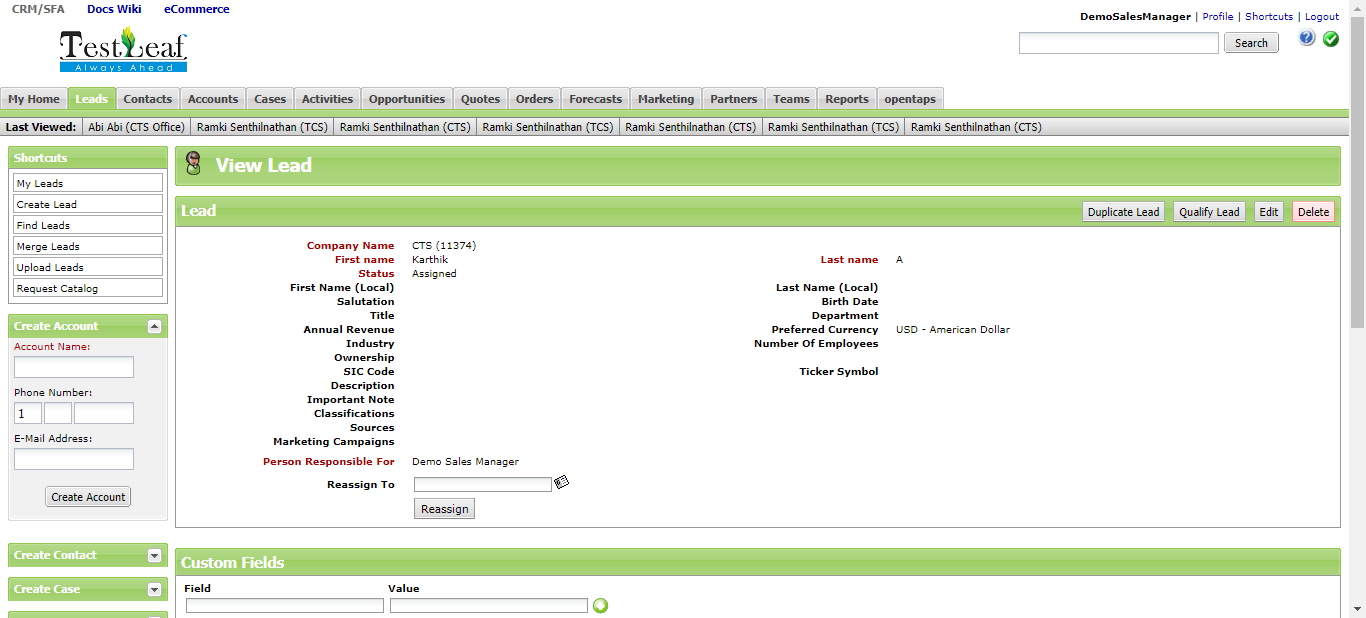 CRM/SFA Docs Wiki eCommerce
DemoSalesManager | Profile | Shortcuts | Logout
TestLeaf
Always Ahead
Search
My Home Leads Contacts Accounts Cases Activities Opportunities Quotes Orders Forecasts Marketing Partners Teams Reports opentaps
Last Viewed: Abi Abi (CTS Office) Ramki Senthilnathan (TCS) Ramki Senthilnathan (CTS) Ramki Senthilnathan (TCS) Ramki Senthilnathan (CTS) Ramki Senthilnathan (TCS) Ramki Senthilnathan (CTS)
Shortcuts
My Leads
Create Lead
Find Leads
Merge Leads
Upload Leads
Request Catalog
Create Account
Account Name:
Phone Number:
1
E-Mail Address:
Create Account
Create Contact
Create Case
View Lead
Lead Duplicate Lead Qualify Lead Edit Delete
Company Name CTS (11374)
First name Karthik Last name A
Status Assigned
First Name (Local) Last Name (Local)
Salutation Birth Date
Title Department
Annual Revenue Preferred Currency USD - American Dollar
Industry Number Of Employees
Ownership
SIC Code Ticker Symbol
Description
Important Note
Classifications
Sources
Marketing Campaigns
Person Responsible For Demo Sales Manager
Reassign To
Reassign
Custom Fields
Field Value